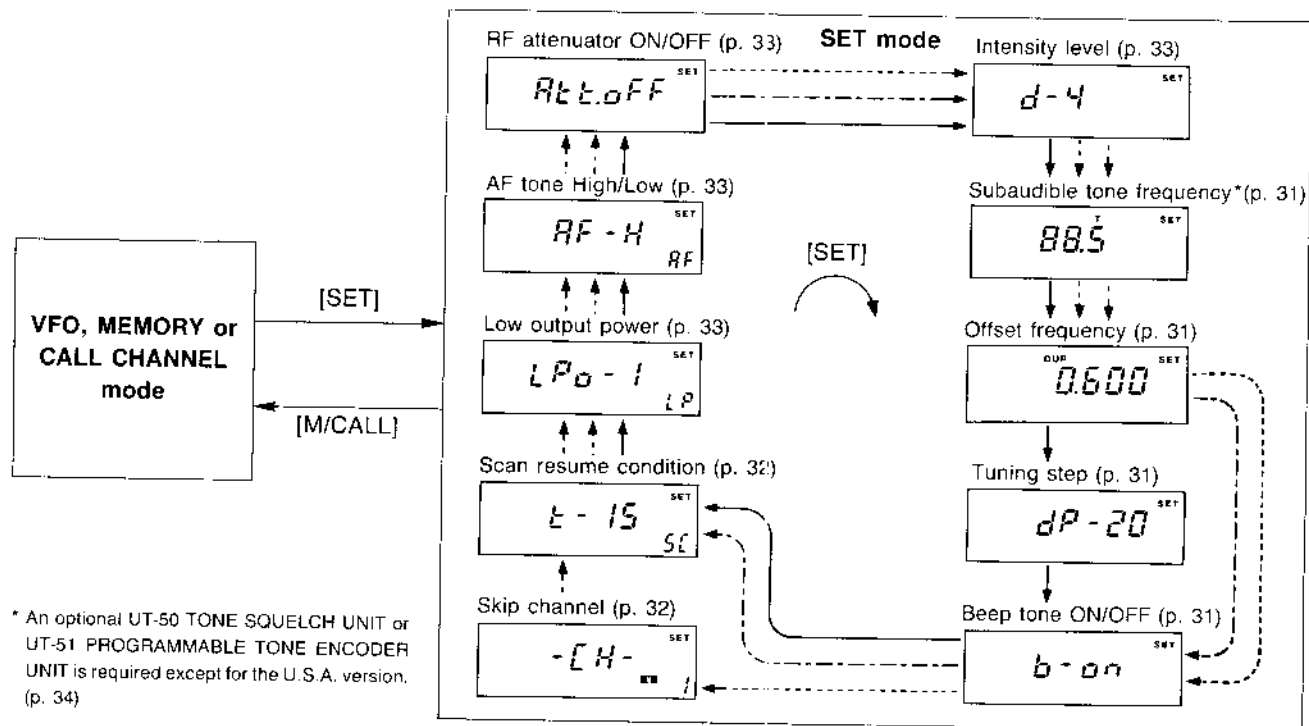 SET mode
RF attenuator ON/OFF (p. 33)
SET
Att.oFF
Intensity level (p. 33)
SET
d-4
AF tone High/Low (p. 33)
SET
AF-H
AF
Subaudible tone frequency*(p. 31)
T SET
88.5
[SET]
VFO, MEMORY or
CALL CHANNEL
mode
[SET]
[M/CALL]
Low output power (p. 33)
SET
LPo-1
LP
Offset frequency (p. 31)
DUP SET
0.600
Scan resume condition (p. 32)
SET
t-15
SC
Tuning step (p. 31)
SET
dP-20
Skip channel (p. 32)
SET
-CH-
1
Beep tone ON/OFF (p. 31)
SET
b-on
* An optional UT-50 TONE SQUELCH UNIT or
UT-51 PROGRAMMABLE TONE ENCODER
UNIT is required except for the U.S.A. version.
(p. 34)